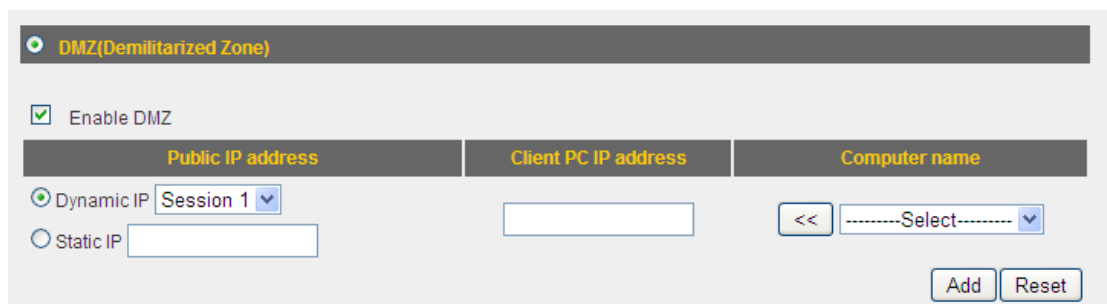 DMZ(Demilitarized Zone)
Enable DMZ
Public IP address Client PC IP address Computer name
Dynamic IP Session 1
<< ---------Select---------
Static IP
Add Reset